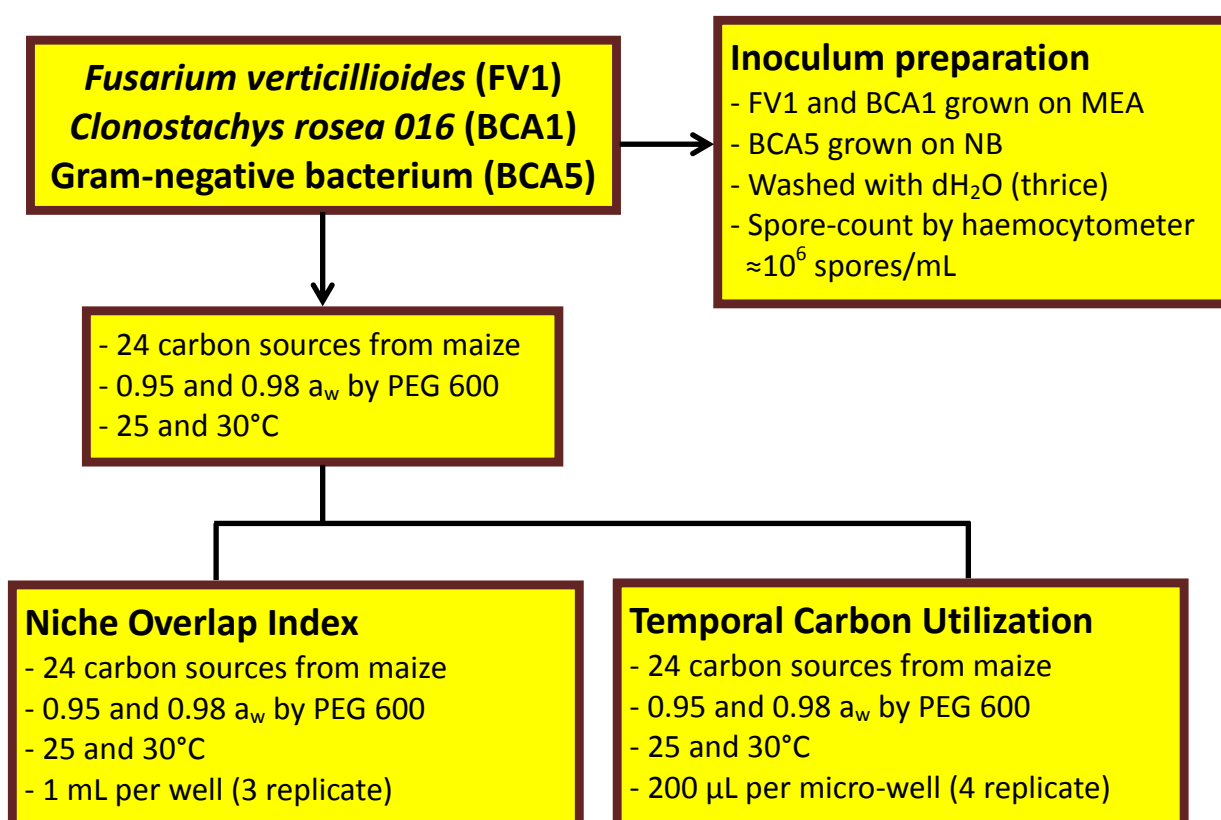 Fusarium verticillioides (FV1)
Clonostachys rosea 016 (BCA1)
Gram-negative bacterium (BCA5)
Inoculum preparation
- FV1 and BCA1 grown on MEA
- BCA5 grown on NB
- Washed with dH₂O (thrice)
- Spore-count by haemocytometer
≈10⁶ spores/mL
- 24 carbon sources from maize
- 0.95 and 0.98 a_w by PEG 600
- 25 and 30°C
Niche Overlap Index
- 24 carbon sources from maize
- 0.95 and 0.98 a_w by PEG 600
- 25 and 30°C
- 1 mL per well (3 replicate)
Temporal Carbon Utilization
- 24 carbon sources from maize
- 0.95 and 0.98 a_w by PEG 600
- 25 and 30°C
- 200 µL per micro-well (4 replicate)